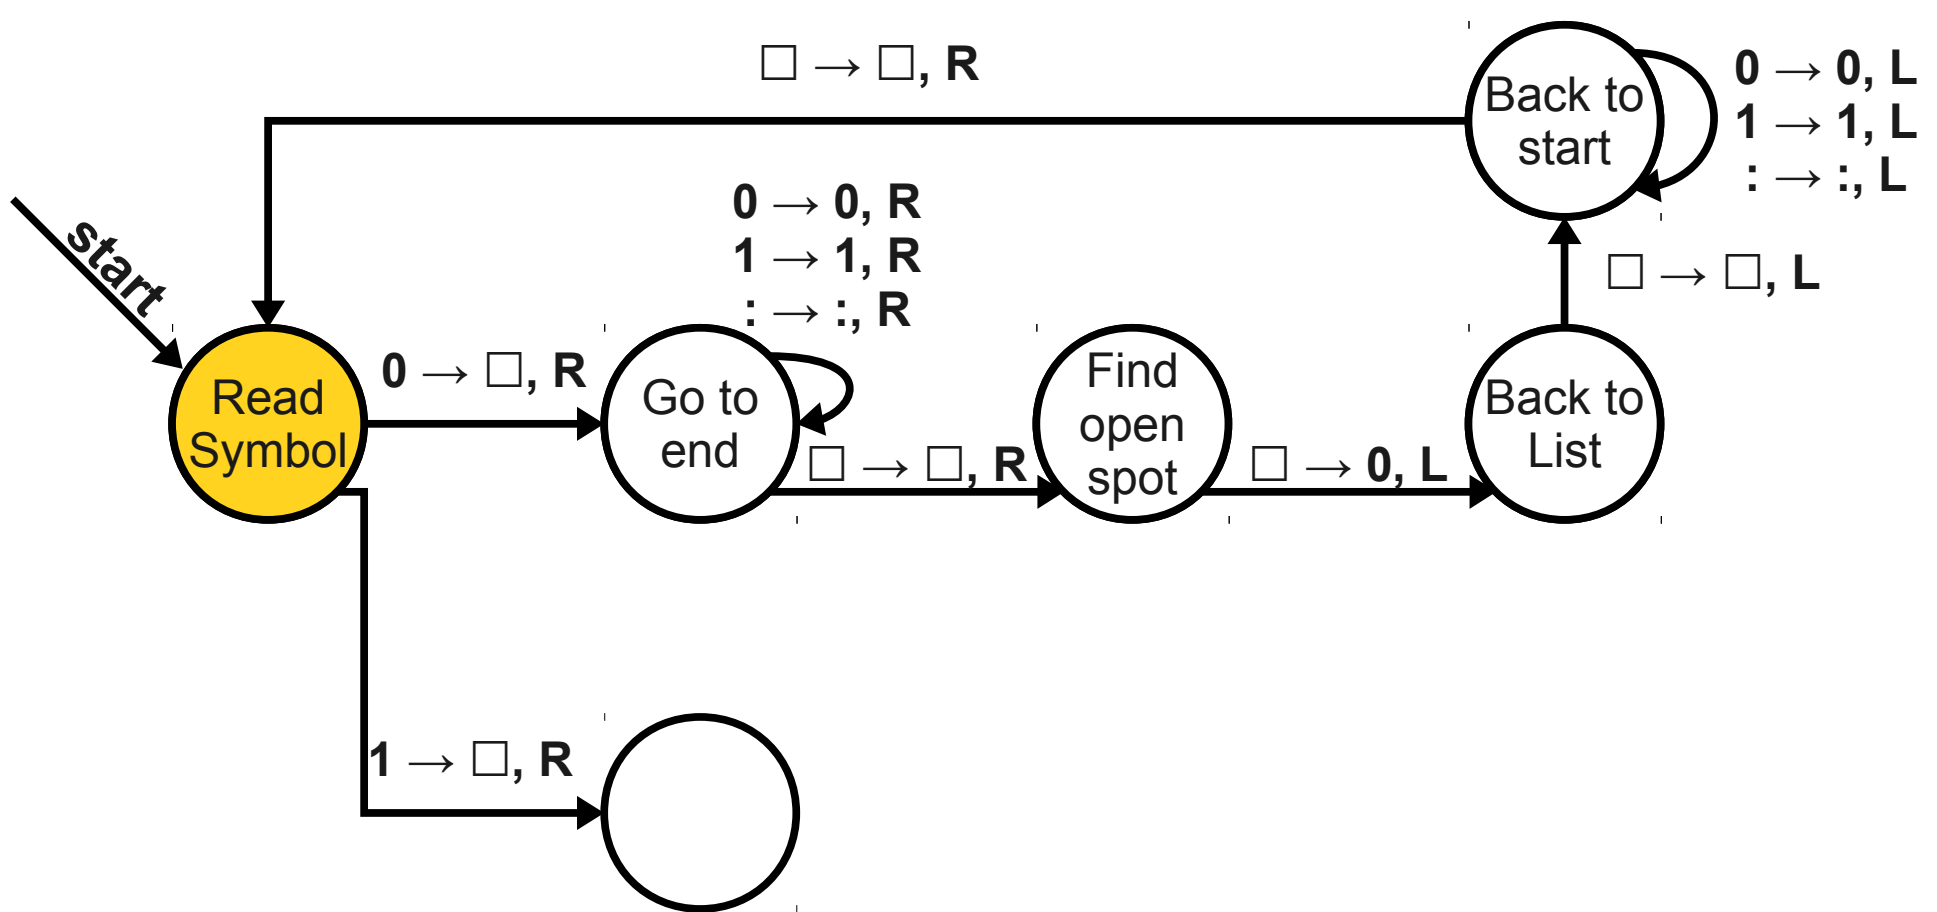 □ → □, R
Back to
start
0 → 0, L
1 → 1, L
: → :, L
start
0 → 0, R
1 → 1, R
: → :, R
□ → □, L
Read
Symbol
0 → □, R
Go to
end
□ → □, R
Find
open
spot
□ → 0, L
Back to
List
1 → □, R